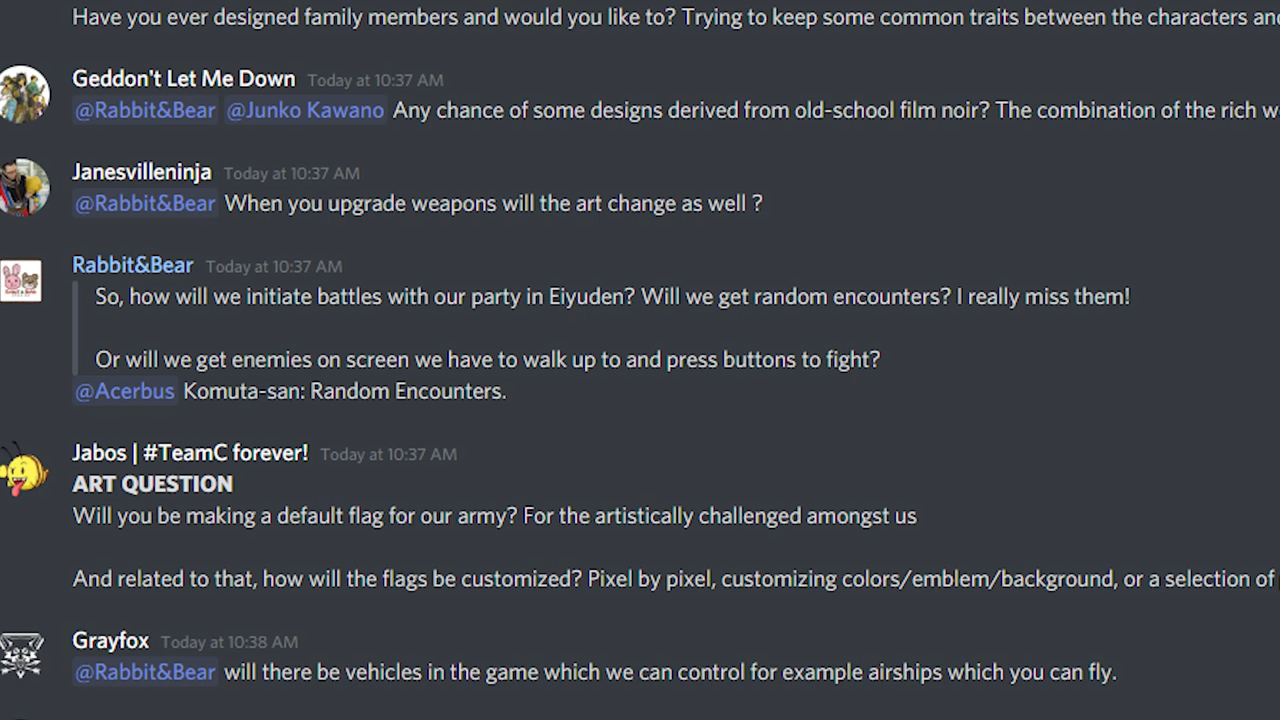 Have you ever designed family members and would you like to? Trying to keep some common traits between the characters
Geddon't Let Me Down Today at 10:37 AM
@Rabbit&Bear @Junko Kawano Any chance of some designs derived from old-school film noir? The combination of the rich
Janesvilleninja Today at 10:37 AM
@Rabbit&Bear When you upgrade weapons will the art change as well ?
Rabbit&Bear Today at 10:37 AM
So, how will we initiate battles with our party in Eiyuden? Will we get random encounters? I really miss them!
Or will we get enemies on screen we have to walk up to and press buttons to fight?
@Acerbus Komuta-san: Random Encounters.
Jabos | #TeamC forever! Today at 10:37 AM
ART QUESTION
Will you be making a default flag for our army? For the artistically challenged amongst us
And related to that, how will the flags be customized? Pixel by pixel, customizing colors/emblem/background, or a selection of
Grayfox Today at 10:38 AM
@Rabbit&Bear will there be vehicles in the game which we can control for example airships which you can fly.